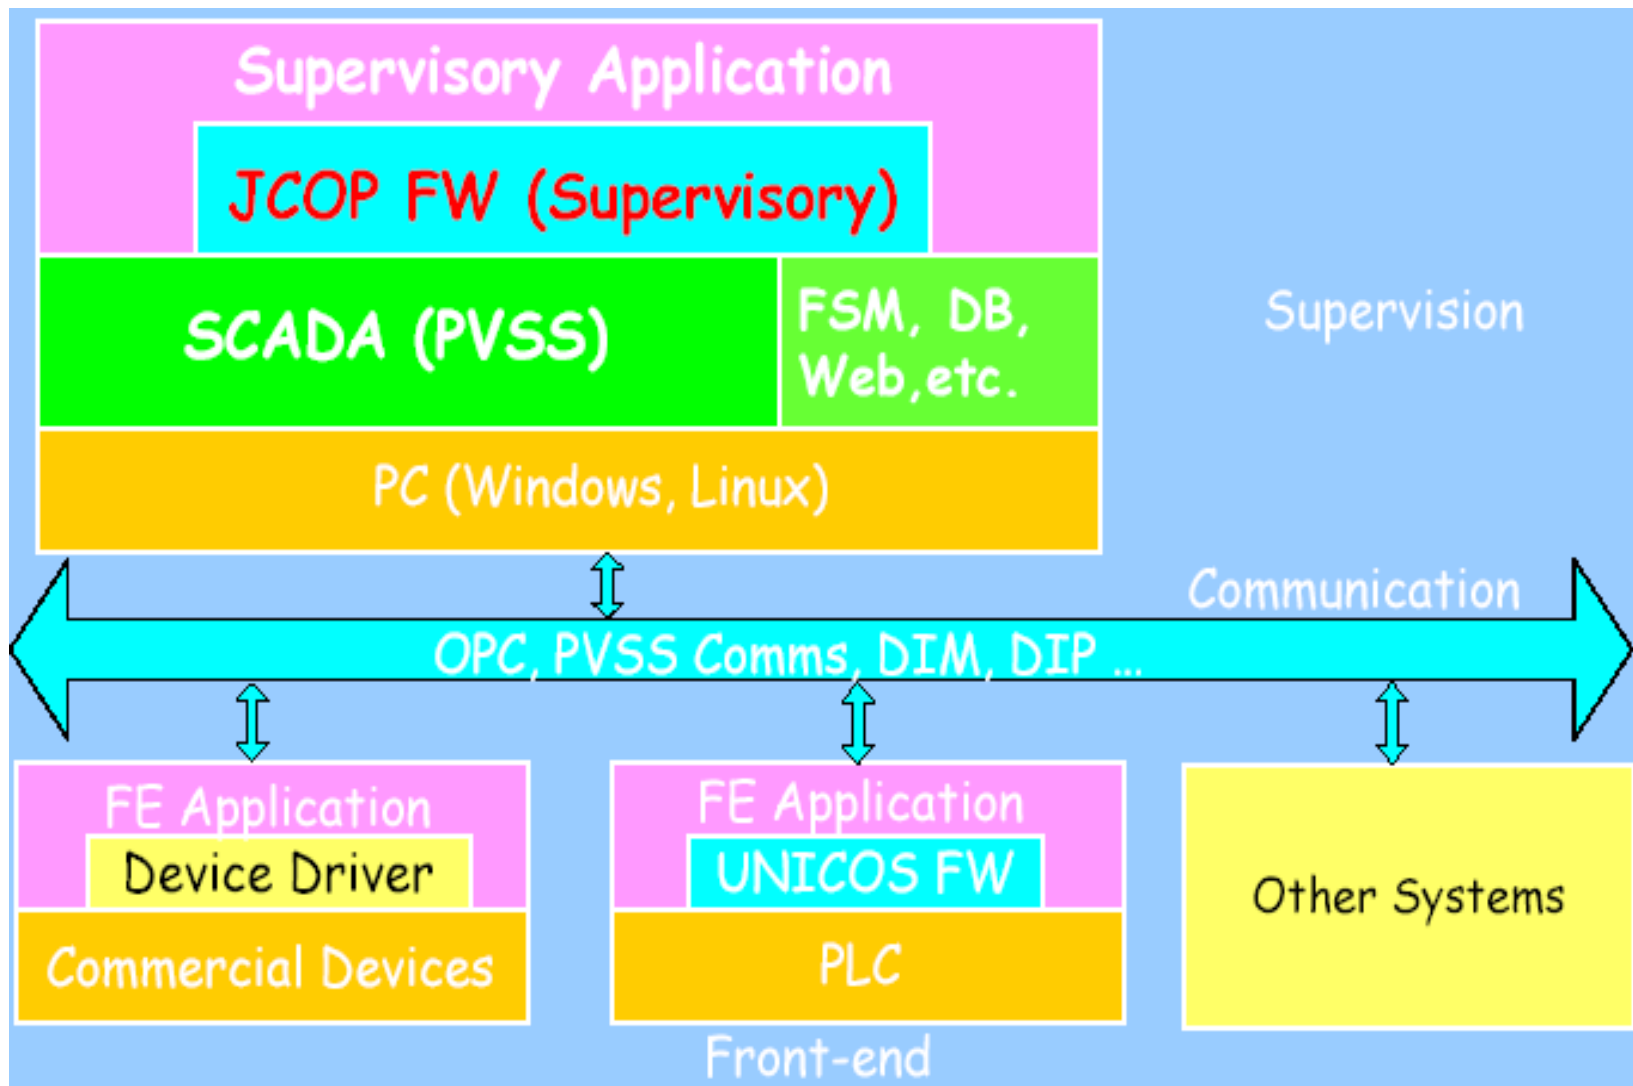 Supervisory Application
JCOP FW (Supervisory)
SCADA (PVSS)
FSM, DB,
Web,etc.
Supervision
PC (Windows, Linux)
Communication
OPC, PVSS Comms, DIM, DIP ...
FE Application
Device Driver
Commercial Devices
FE Application
UNICOS FW
PLC
Other Systems
Front-end